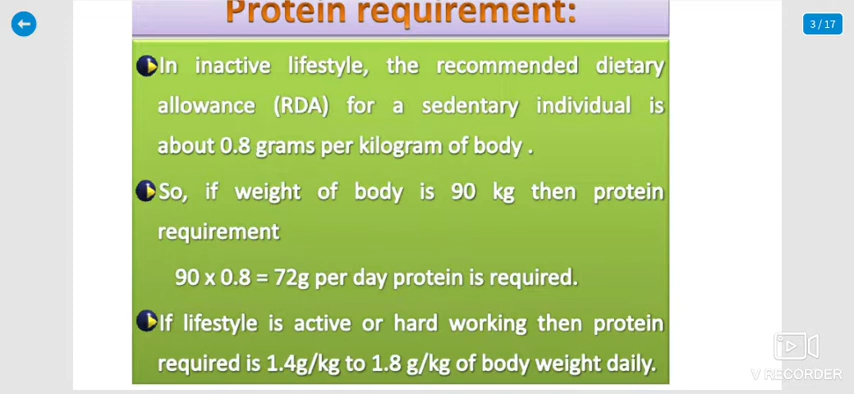 Protein requirement:
3 / 17
In inactive lifestyle, the recommended dietary
allowance (RDA) for a sedentary individual is
about 0.8 grams per kilogram of body .
So, if weight of body is 90 kg then protein
requirement
90 x 0.8 = 72g per day protein is required.
If lifestyle is active or hard working then protein
required is 1.4g/kg to 1.8 g/kg of body weight daily.
V RECORDER